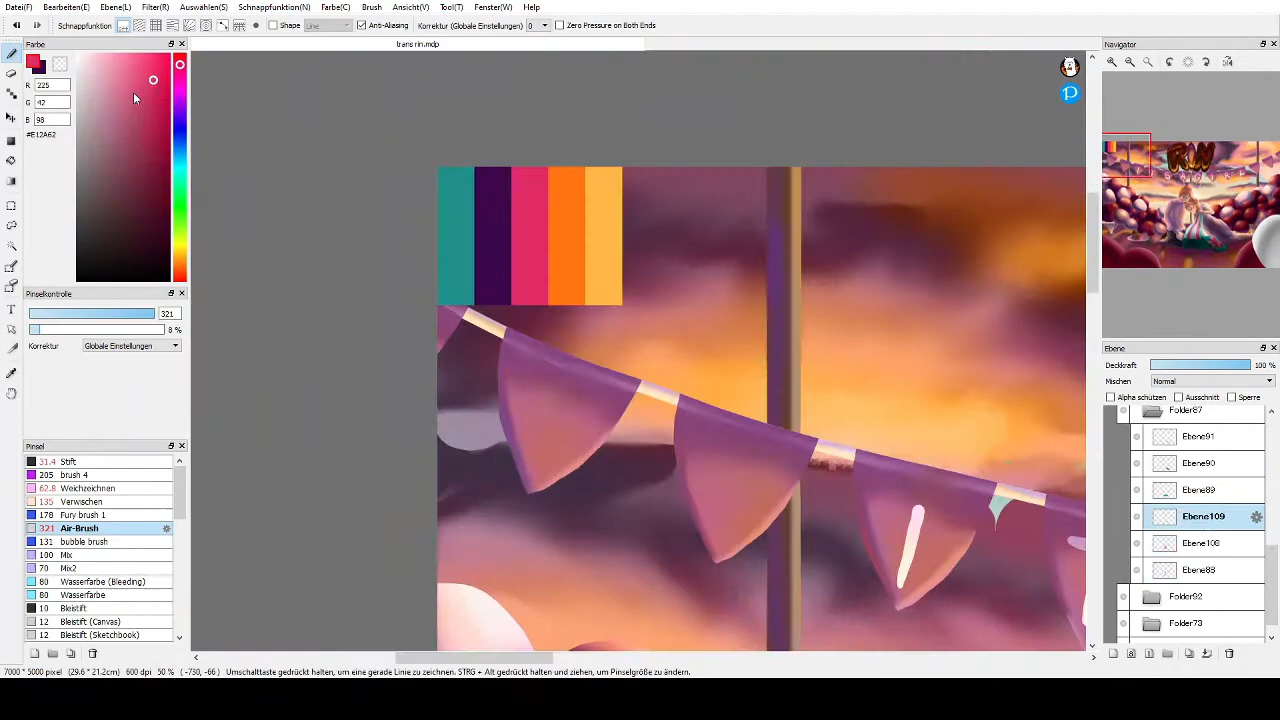 Datei(F) Bearbeiten(E) Ebene(L) Filter(R) Auswählen(S) Schnappfunktion(N) Farbe(C) Brush Ansicht(V) Tool(T) Fenster(W) Hilfe
Schnappfunktion Shape Line Anti-Aliasing Korrektur (Globale Einstellungen) 0 Zero Pressure on Both Ends
Farbe
trans rin.mdp
Navigator
R 225
G 42
B 98
#E12A62
RIN
Pinselkontrolle
321
8 %
Korrektur Globale Einstellungen
Ebene
Deckkraft 100 %
Mischen Normal
Alpha schützen Ausschnitt Sperre
Folder87
Ebene91
Ebene90
Ebene89
Ebene109
Ebene108
Ebene88
Folder92
Folder73
Pinsel
31.4 Stift
205 brush 4
62.8 Weichzeichnen
135 Verwischen
178 Fury brush 1
321 Air-Brush
131 bubble brush
100 Mix
70 Mix2
80 Wasserfarbe (Bleeding)
80 Wasserfarbe
10 Bleistift
12 Bleistift (Canvas)
12 Bleistift (Sketchbook)
7000 * 5000 pixel (29.6 * 21.2cm) 600 dpi 50 % ( -730, -66 ) Umschalttaste gedrückt halten, um eine gerade Linie zu zeichnen. STRG + Alt gedrückt halten und ziehen, um Pinselgröße zu ändern.